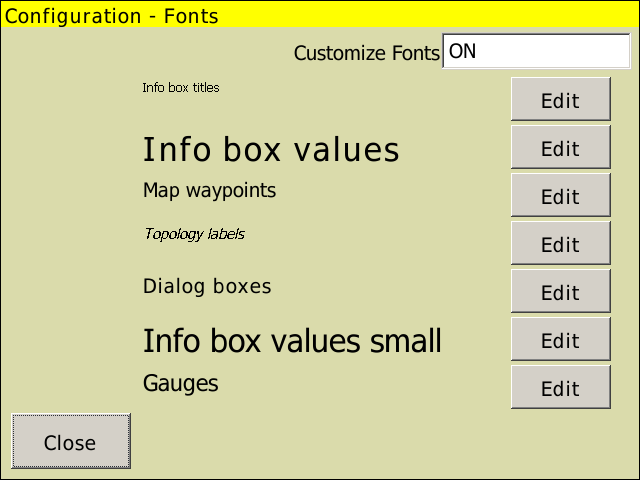 Configuration - Fonts
Customize Fonts ON
Info box titles Edit
Info box values Edit
Map waypoints Edit
Topology labels Edit
Dialog boxes Edit
Info box values small Edit
Gauges Edit
Close